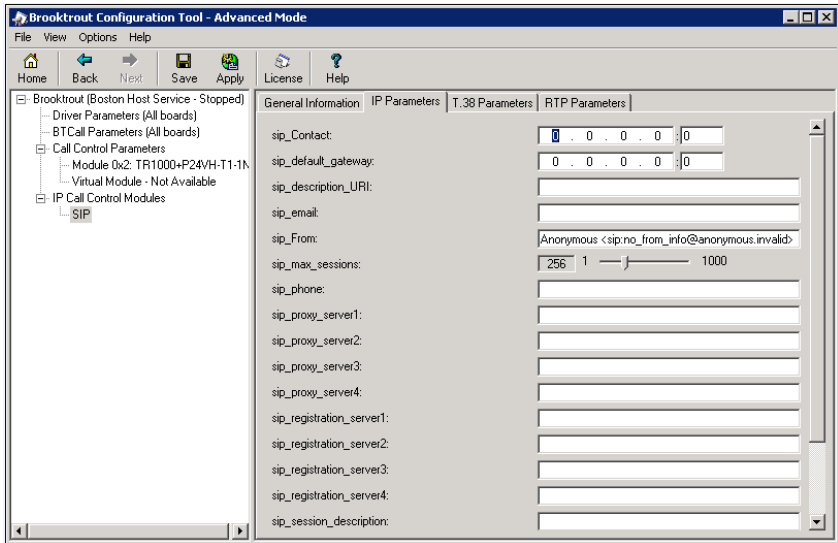 Brooktrout Configuration Tool - Advanced Mode
File View Options Help
Home Back Next Save Apply License Help
Brooktrout (Boston Host Service - Stopped)
Driver Parameters (All boards)
BTCall Parameters (All boards)
Call Control Parameters
Module 0x2: TR1000+P24VH-T1-1N
Virtual Module - Not Available
IP Call Control Modules
SIP
General Information IP Parameters T.38 Parameters RTP Parameters
sip_Contact: 0 . 0 . 0 . 0 :0
sip_default_gateway: 0 . 0 . 0 . 0 :0
sip_description_URI:
sip_email:
sip_From: Anonymous <sip:no_from_info@anonymous.invalid>
sip_max_sessions: 256 1 1000
sip_phone:
sip_proxy_server1:
sip_proxy_server2:
sip_proxy_server3:
sip_proxy_server4:
sip_registration_server1:
sip_registration_server2:
sip_registration_server3:
sip_registration_server4:
sip_session_description: